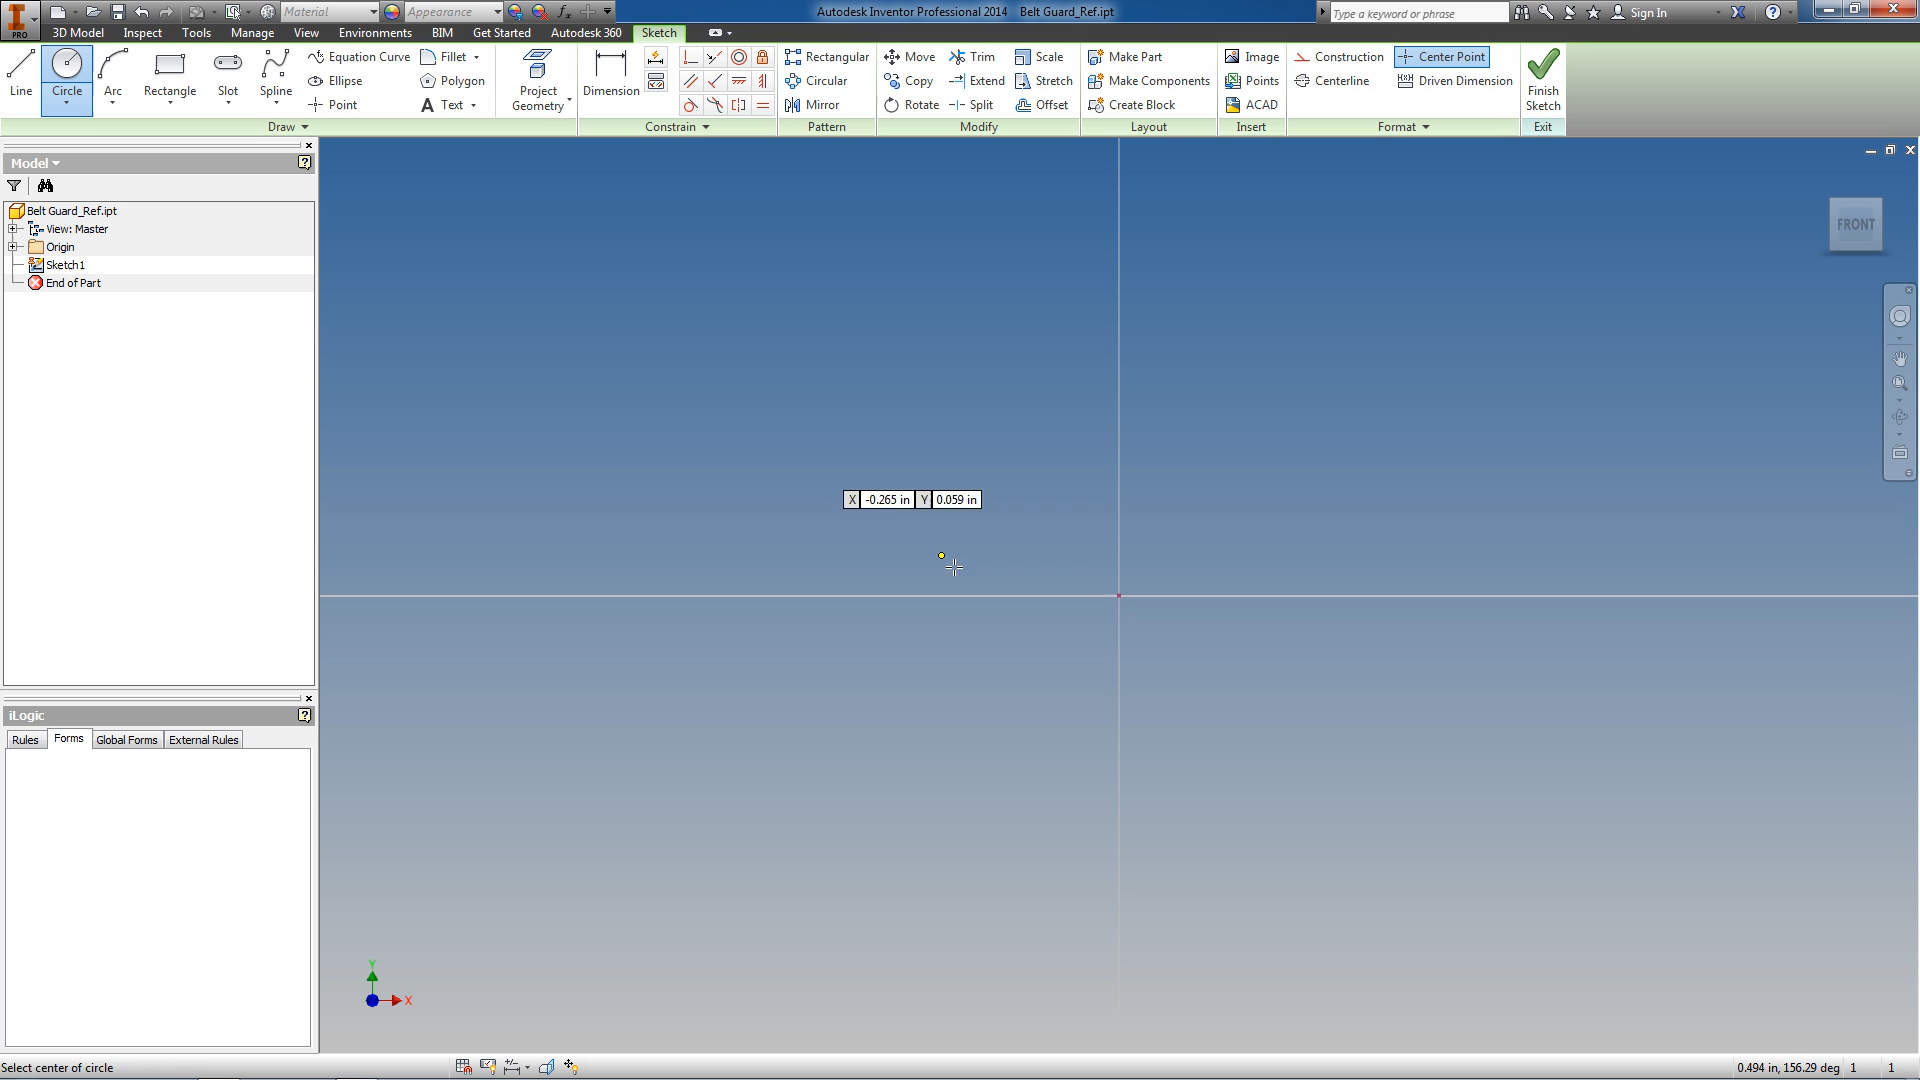 Material Appearance Autodesk Inventor Professional 2014 Belt Guard_Ref.ipt Type a keyword or phrase Sign In
PRO 3D Model Inspect Tools Manage View Environments BIM Get Started Autodesk 360 Sketch
Equation Curve Fillet Rectangular Move Trim Scale Make Part Image Construction Center Point
Line Circle Arc Rectangle Slot Spline Ellipse Polygon Project Dimension Circular Copy Extend Stretch Make Components Points Centerline Driven Dimension Finish
Point Text Geometry Mirror Rotate Split Offset Create Block ACAD Sketch
Draw Constrain Pattern Modify Layout Insert Format Exit
Model
Belt Guard_Ref.ipt
View: Master
Origin
Sketch1
End of Part
FRONT
X -0.265 in Y 0.059 in
iLogic
Rules Forms Global Forms External Rules
Y
X
Select center of circle 0.494 in, 156.29 deg 1 1